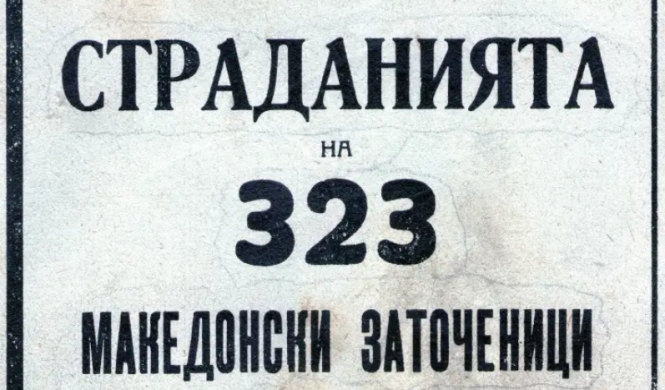 СТРАДАНИЯТА
НА
323
МАКЕДОНСКИ ЗАТОЧЕНИЦИ